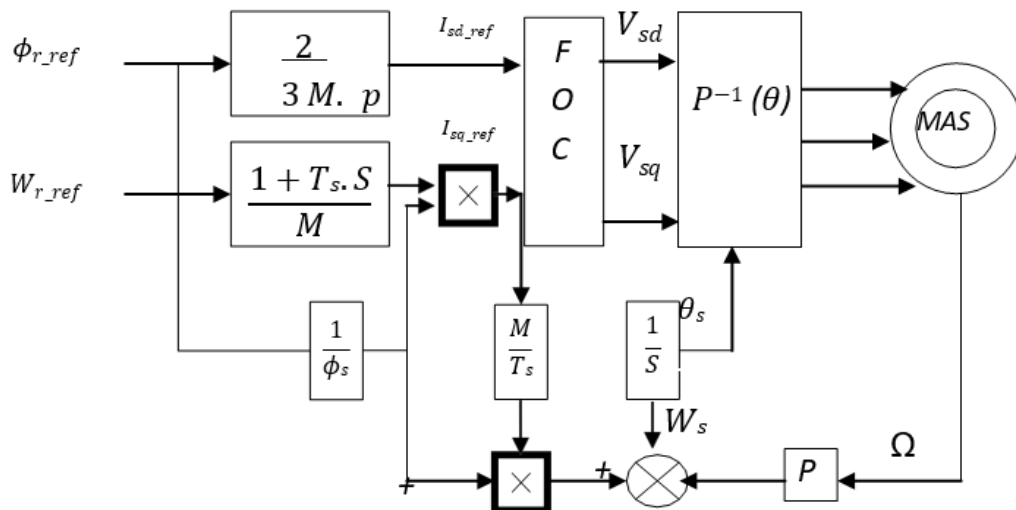 ϕr_ref
2
3 M. p
Isd_ref
F
O
C
Vsd
P⁻¹ (θ)
MAS
Wr_ref
1 + Ts. S
M
Isq_ref
×
Vsq
1
ϕs
M
Ts
1
S
θs
Ws
+
×
+
P
Ω